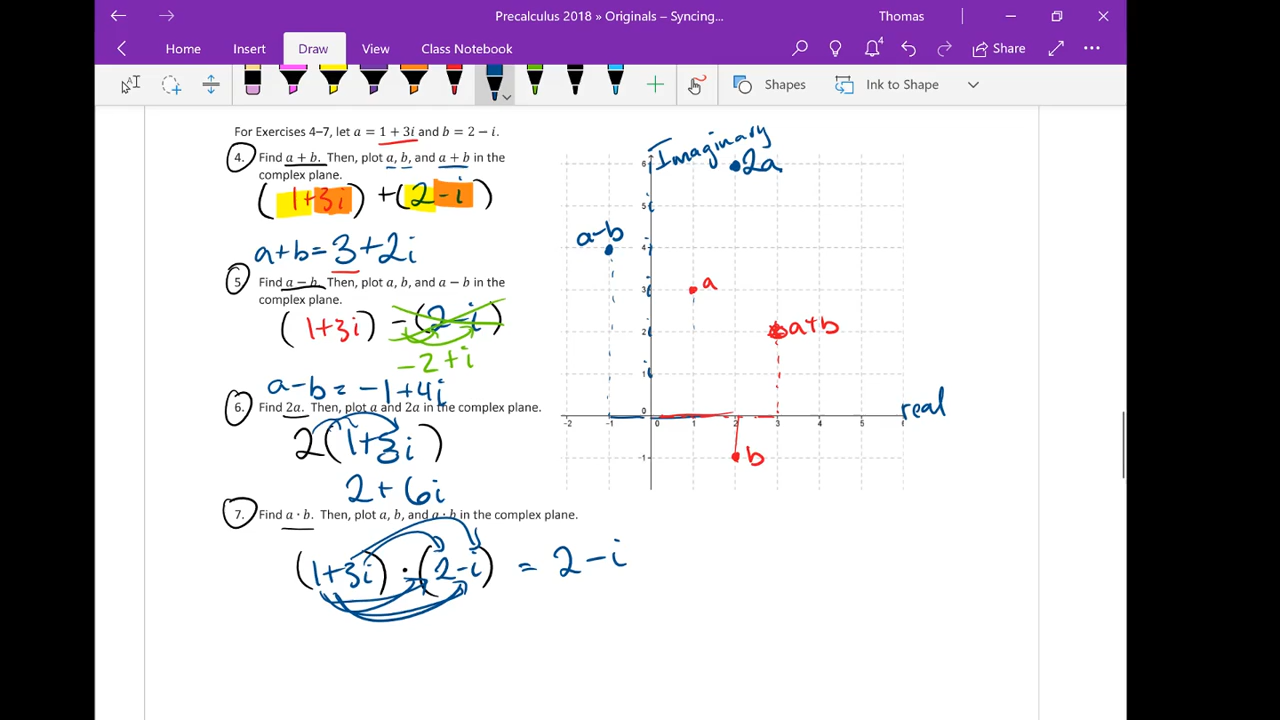 Precalculus 2018 » Originals – Syncing...
Thomas
Home Insert Draw View Class Notebook
4
Share
Shapes
Ink to Shape
For Exercises 4–7, let a = 1 + 3i and b = 2 − i.
4. Find a + b. Then, plot a, b, and a + b in the
complex plane.
(1+3i) +(2-i)
a+b= 3+2i
5. Find a − b. Then, plot a, b, and a − b in the
complex plane.
(1+3i) -(2-i)
-2+i
a-b= -1+4i
6. Find 2a. Then, plot a and 2a in the complex plane.
2(1+3i)
2+6i
7. Find a · b. Then, plot a, b, and a · b in the complex plane.
(1+3i)·(2-i) = 2-i
Imaginary
6
2a
5
a-b
4
3
a
2
a+b
1
0
real
-2 -1 0 1 2 3 4 5 6
-1
b